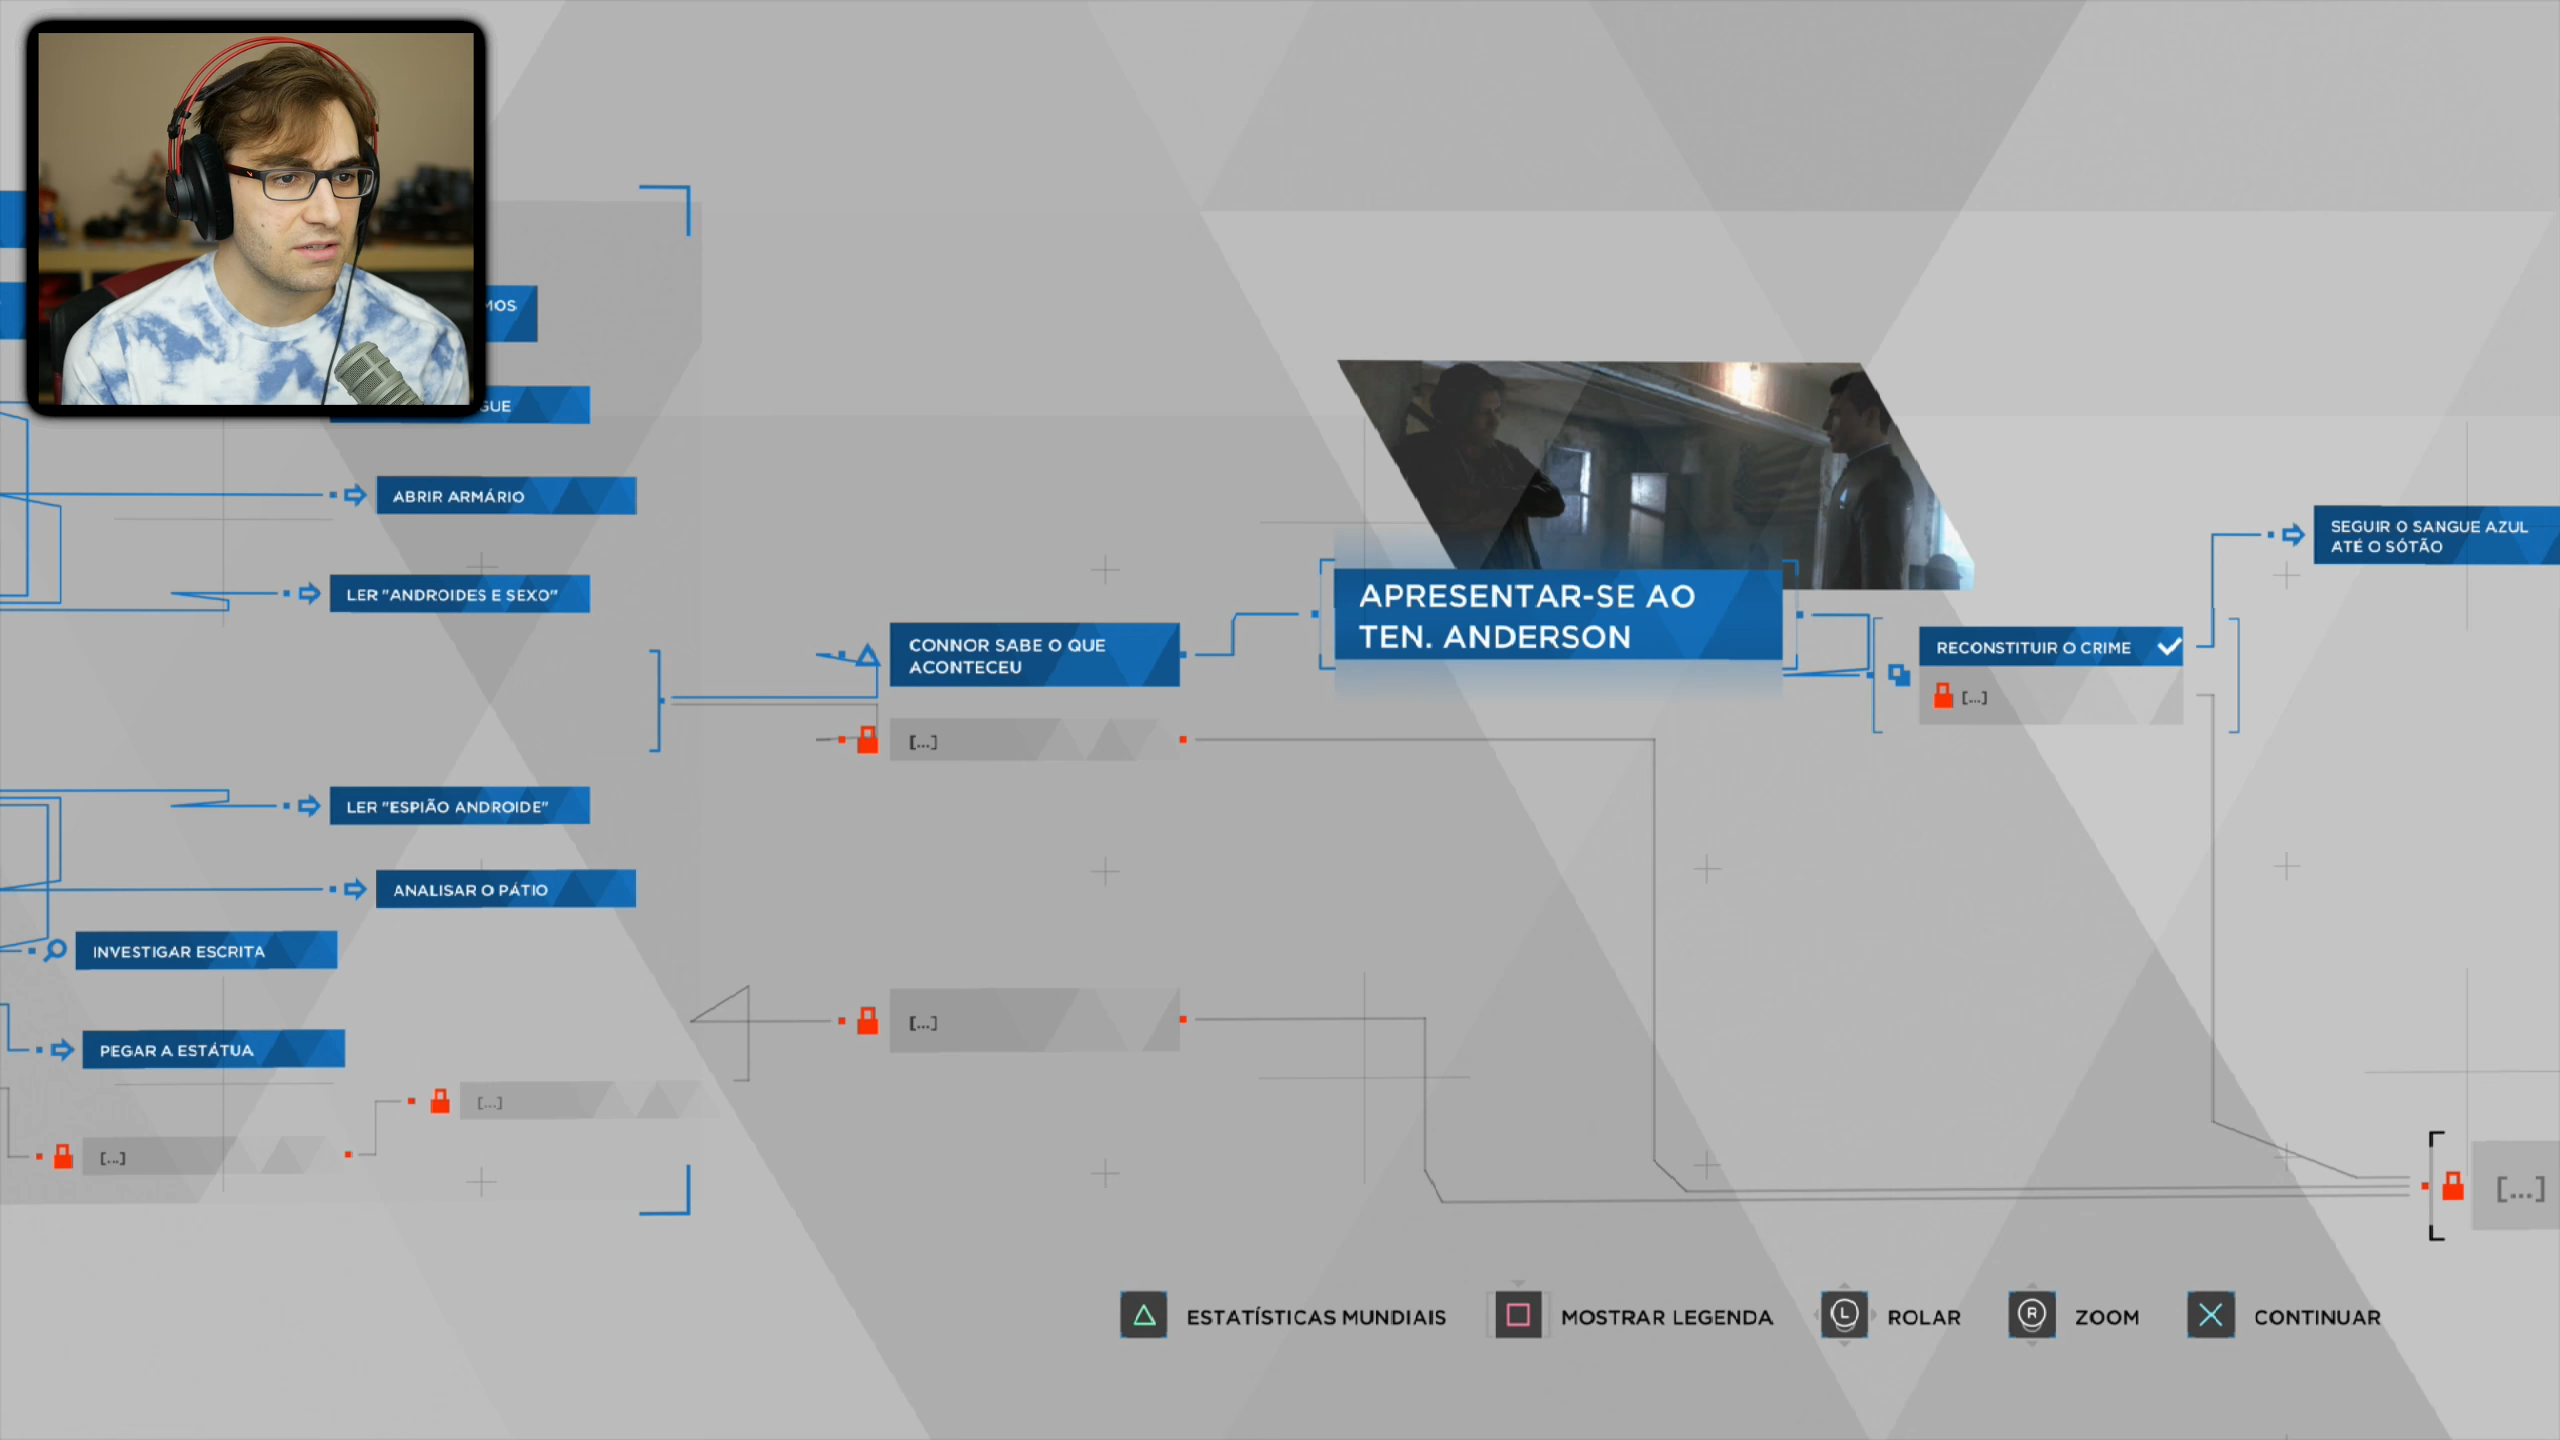 MOS
GUE
ABRIR ARMÁRIO
LER "ANDROIDES E SEXO"
LER "ESPIÃO ANDROIDE"
ANALISAR O PÁTIO
INVESTIGAR ESCRITA
PEGAR A ESTÁTUA
[...]
[...]
CONNOR SABE O QUE
ACONTECEU
[...]
[...]
APRESENTAR-SE AO
TEN. ANDERSON
RECONSTITUIR O CRIME
[...]
SEGUIR O SANGUE AZUL
ATÉ O SÓTÃO
[...]
ESTATÍSTICAS MUNDIAIS
MOSTRAR LEGENDA
L ROLAR
R ZOOM
CONTINUAR